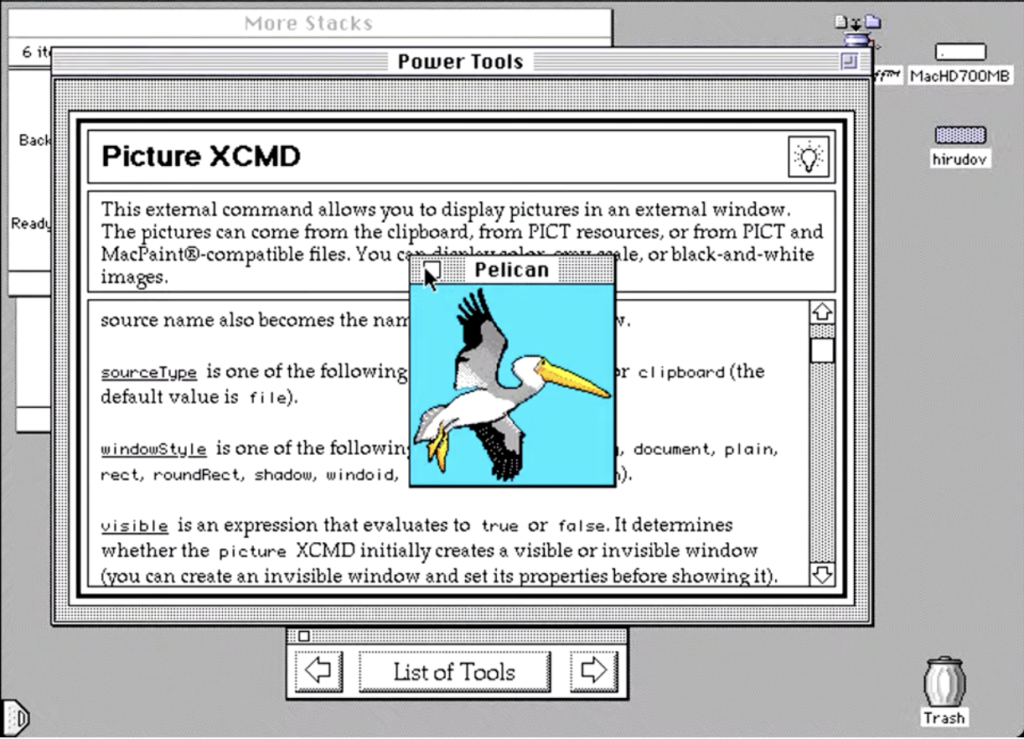 More Stacks
6 it
Power Tools
MacHD700MB
Back
Picture XCMD
hirudov
This external command allows you to display pictures in an external window.
The pictures can come from the clipboard, from PICT resources, or from PICT and
Ready
MacPaint®-compatible files. You can display color, gray scale, or black-and-white
images.
Pelican
source name also becomes the nam
sourceType is one of the following
or clipboard (the
default value is file).
windowStyle is one of the following
, document, plain,
rect, roundRect, shadow, windoid,
).
visible is an expression that evaluates to true or false. It determines
whether the picture XCMD initially creates a visible or invisible window
(you can create an invisible window and set its properties before showing it).
List of Tools
Trash